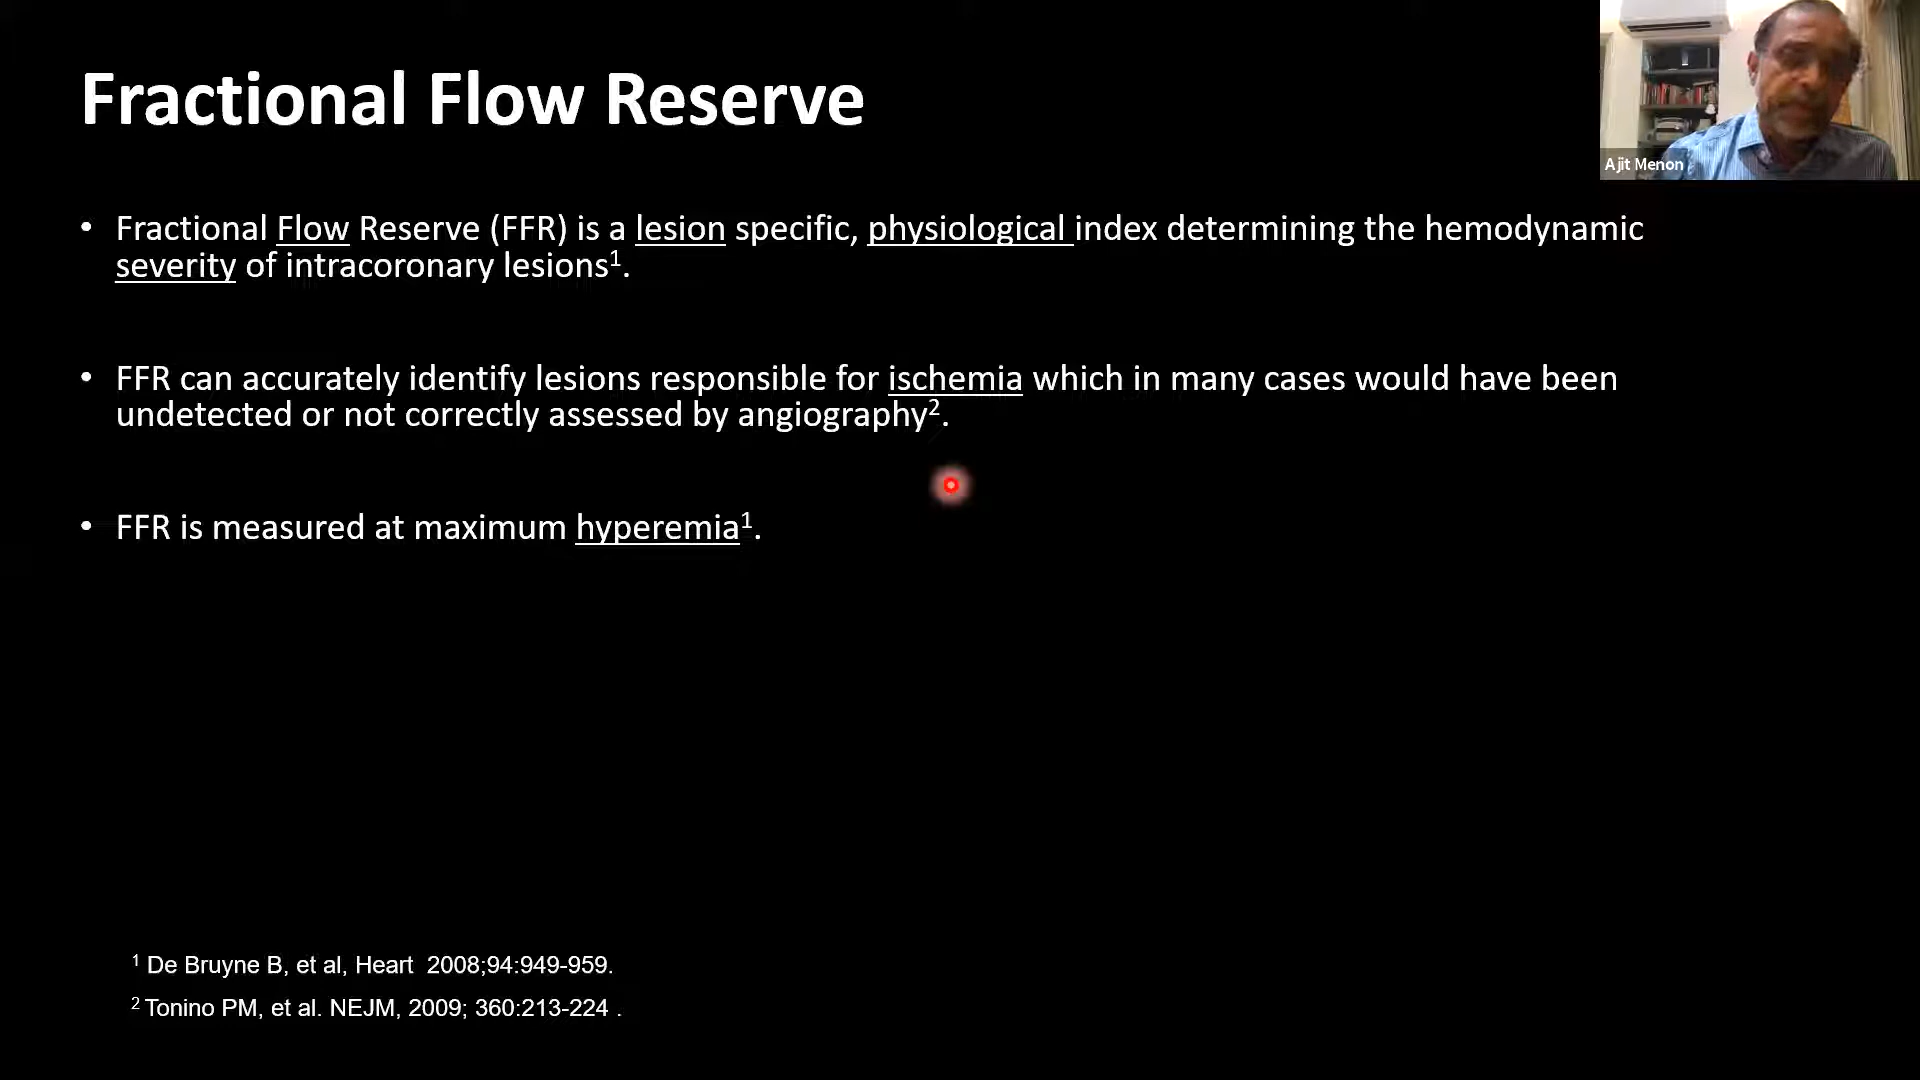 Fractional Flow Reserve
Ajit Menon
• Fractional Flow Reserve (FFR) is a lesion specific, physiological index determining the hemodynamic
severity of intracoronary lesions¹.
• FFR can accurately identify lesions responsible for ischemia which in many cases would have been
undetected or not correctly assessed by angiography².
• FFR is measured at maximum hyperemia¹.
¹ De Bruyne B, et al, Heart 2008;94:949-959.
² Tonino PM, et al. NEJM, 2009; 360:213-224 .